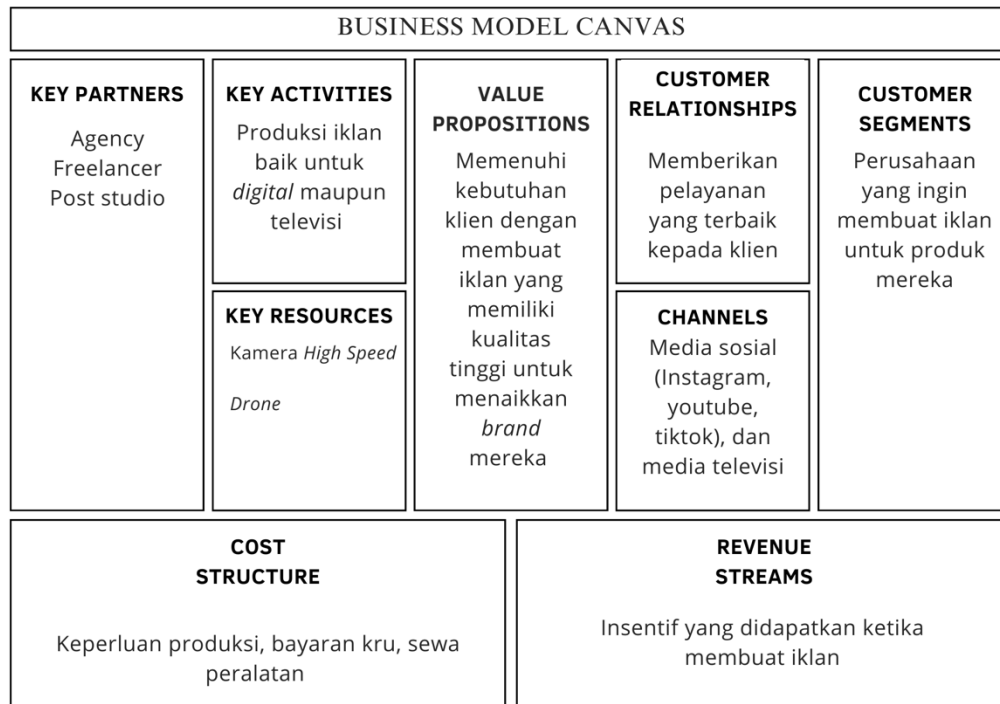 BUSINESS MODEL CANVAS
KEY PARTNERS
Agency
Freelancer
Post studio
KEY ACTIVITIES
Produksi iklan
baik untuk
digital maupun
televisi
KEY RESOURCES
Kamera High Speed
Drone
VALUE
PROPOSITIONS
Memenuhi
kebutuhan
klien dengan
membuat
iklan yang
memiliki
kualitas
tinggi untuk
menaikkan
brand
mereka
CUSTOMER
RELATIONSHIPS
Memberikan
pelayanan
yang terbaik
kepada klien
CHANNELS
Media sosial
(Instagram,
youtube,
tiktok), dan
media televisi
CUSTOMER
SEGMENTS
Perusahaan
yang ingin
membuat iklan
untuk produk
mereka
COST
STRUCTURE
Keperluan produksi, bayaran kru, sewa
peralatan
REVENUE
STREAMS
Insentif yang didapatkan ketika
membuat iklan